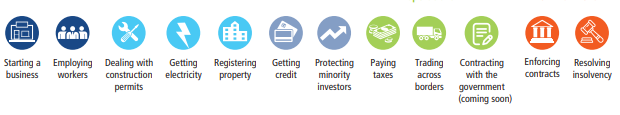 Starting a
business
Employing
workers
Dealing with
construction
permits
Getting
electricity
Registering
property
Getting
credit
Protecting
minority
investors
Paying
taxes
Trading
across
borders
Contracting
with the
government
(coming soon)
Enforcing
contracts
Resolving
insolvency